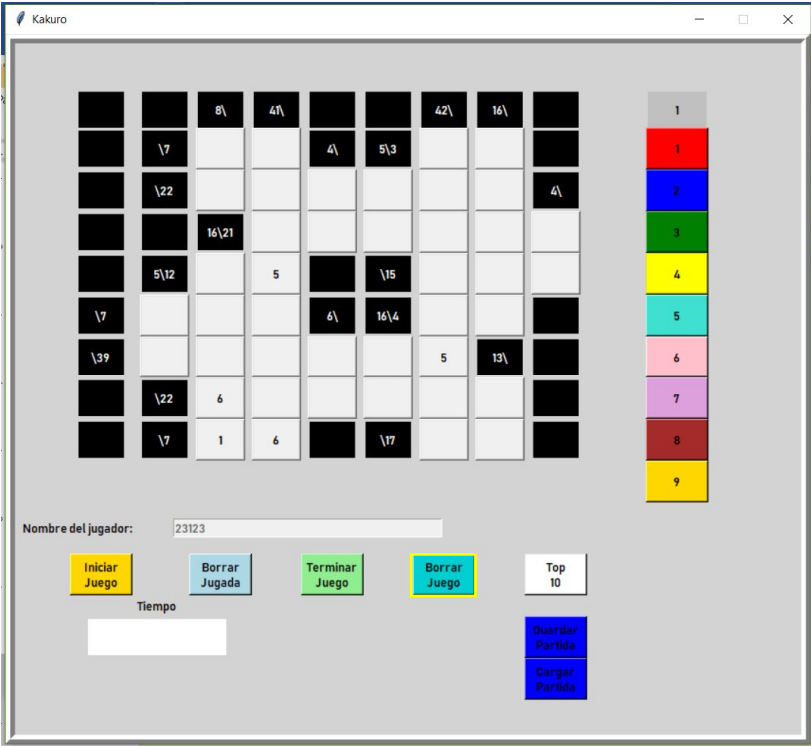 Kakuro
8\ 41\ 42\ 16\ 1
\7 4\ 5\3 1
\22 4\ 2
16\21 3
5\12 5 \15 4
\7 6\ 16\4 5
\39 5 13\ 6
\22 6 7
\7 1 6 \17 8
9
Nombre del jugador: 23123
Iniciar Borrar Terminar Borrar Top
Juego Jugada Juego Juego 10
Tiempo
Guardar
Partida
Cargar
Partida